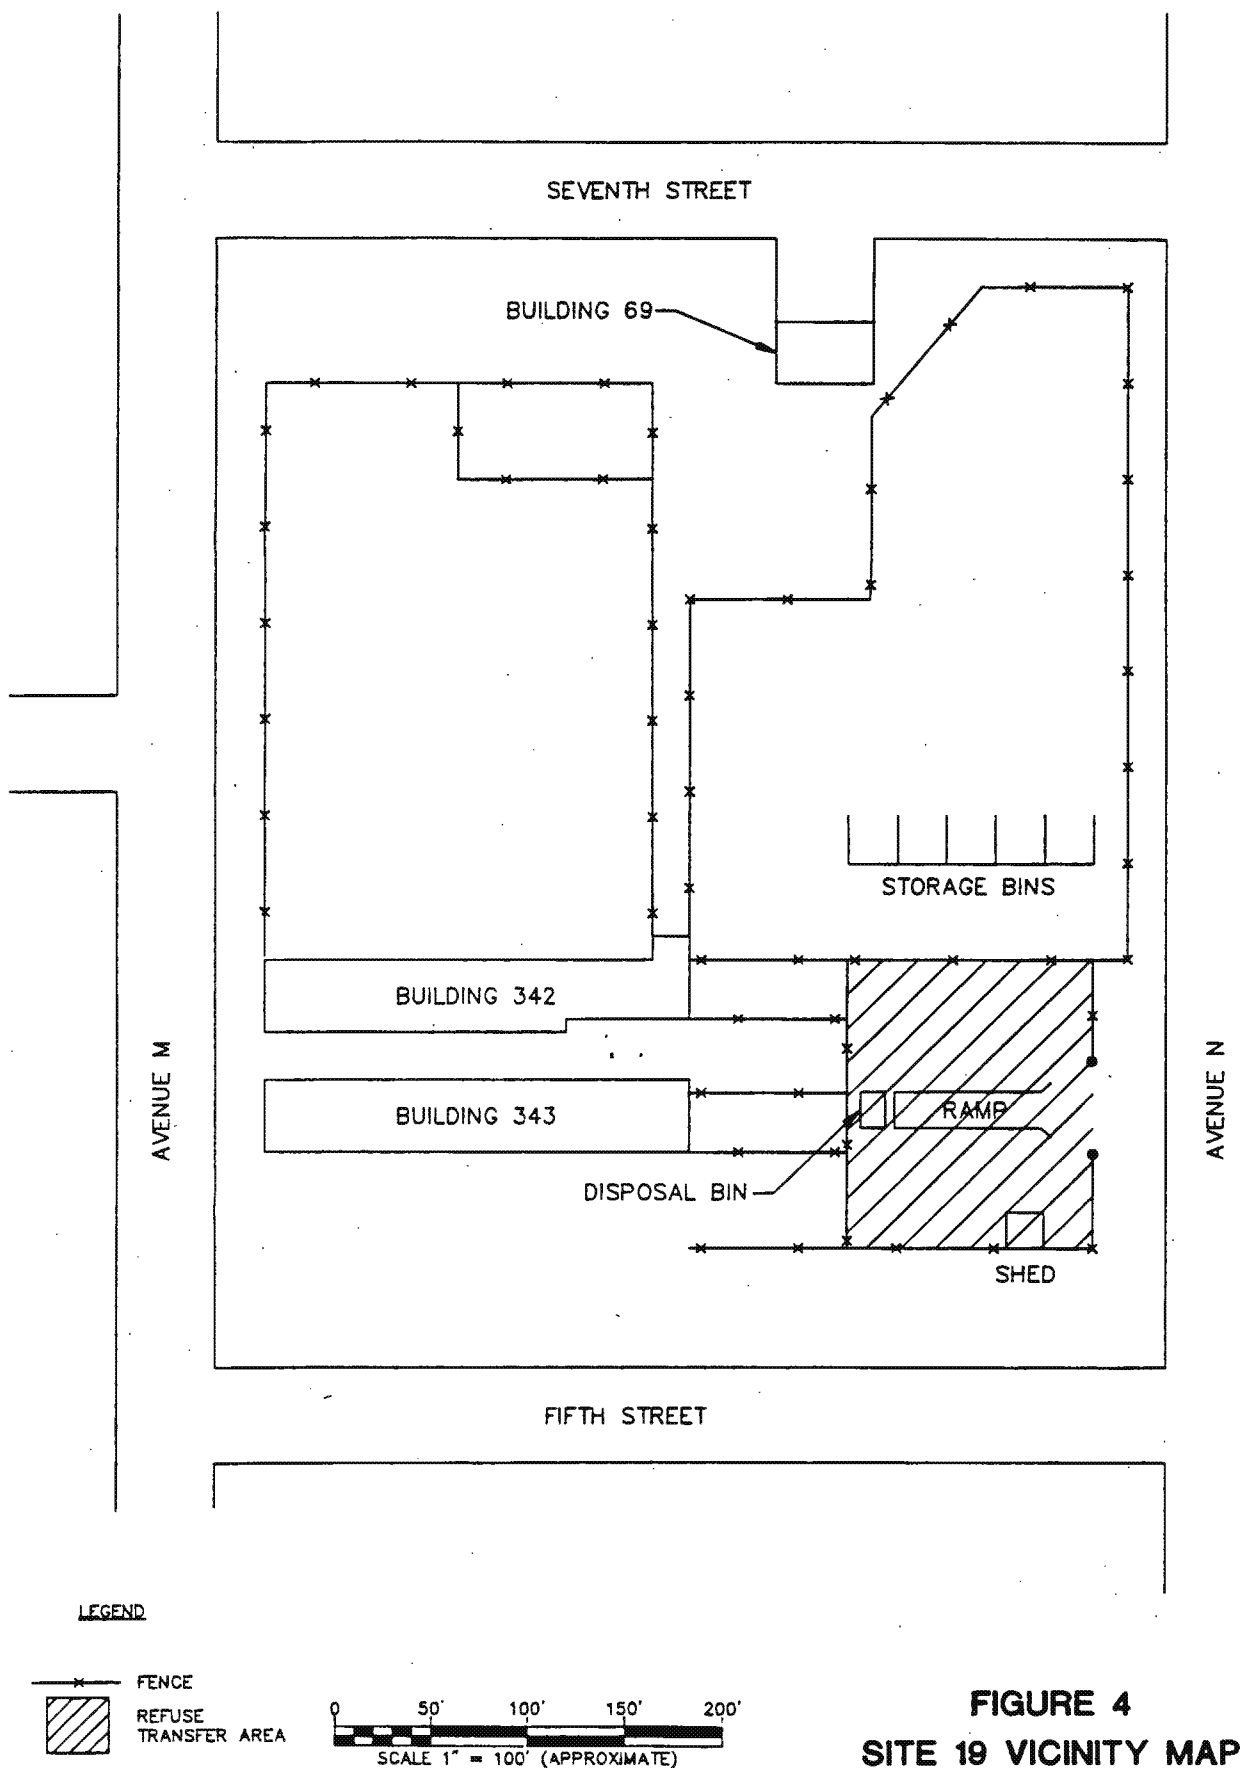 SEVENTH STREET
BUILDING 69
STORAGE BINS
BUILDING 342
AVENUE M
AVENUE N
BUILDING 343
RAMP
DISPOSAL BIN
SHED
FIFTH STREET
LEGEND
FENCE
REFUSE
TRANSFER AREA
0 50' 100' 150' 200'
SCALE 1" = 100' (APPROXIMATE)
FIGURE 4
SITE 19 VICINITY MAP